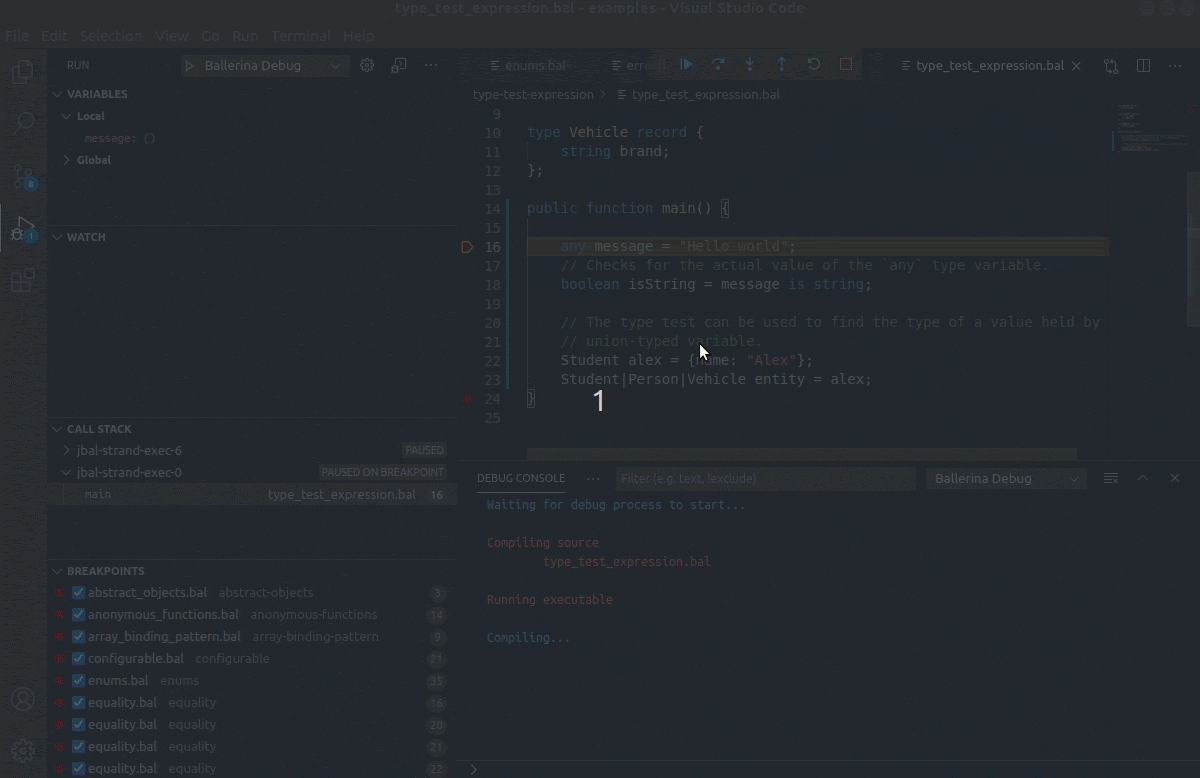 type_test_expression.bal - examples - Visual Studio Code
File Edit Selection View Go Run Terminal Help
RUN
Ballerina Debug
VARIABLES
Local
message: ()
Global
WATCH
CALL STACK
jbal-strand-exec-6 PAUSED
jbal-strand-exec-0 PAUSED ON BREAKPOINT
main type_test_expression.bal 16
BREAKPOINTS
abstract_objects.bal abstract-objects 3
anonymous_functions.bal anonymous-functions 14
array_binding_pattern.bal array-binding-pattern 9
configurable.bal configurable 21
enums.bal enums 35
equality.bal equality 16
equality.bal equality 20
equality.bal equality 21
equality.bal equality 22
enums.bal
type_test_expression.bal
type-test-expression > type_test_expression.bal
9
10 type Vehicle record {
11 string brand;
12 };
13
14 public function main() {
15
16 any message = "Hello world";
17 // Checks for the actual value of the `any` type variable.
18 boolean isString = message is string;
19
20 // The type test can be used to find the type of a value held by
21 // union-typed variable.
22 Student alex = {name: "Alex"};
23 Student|Person|Vehicle entity = alex;
24 }
25
1
DEBUG CONSOLE
Filter (e.g. text, !exclude)
Ballerina Debug
Waiting for debug process to start...
Compiling source
type_test_expression.bal
Running executable
Compiling...